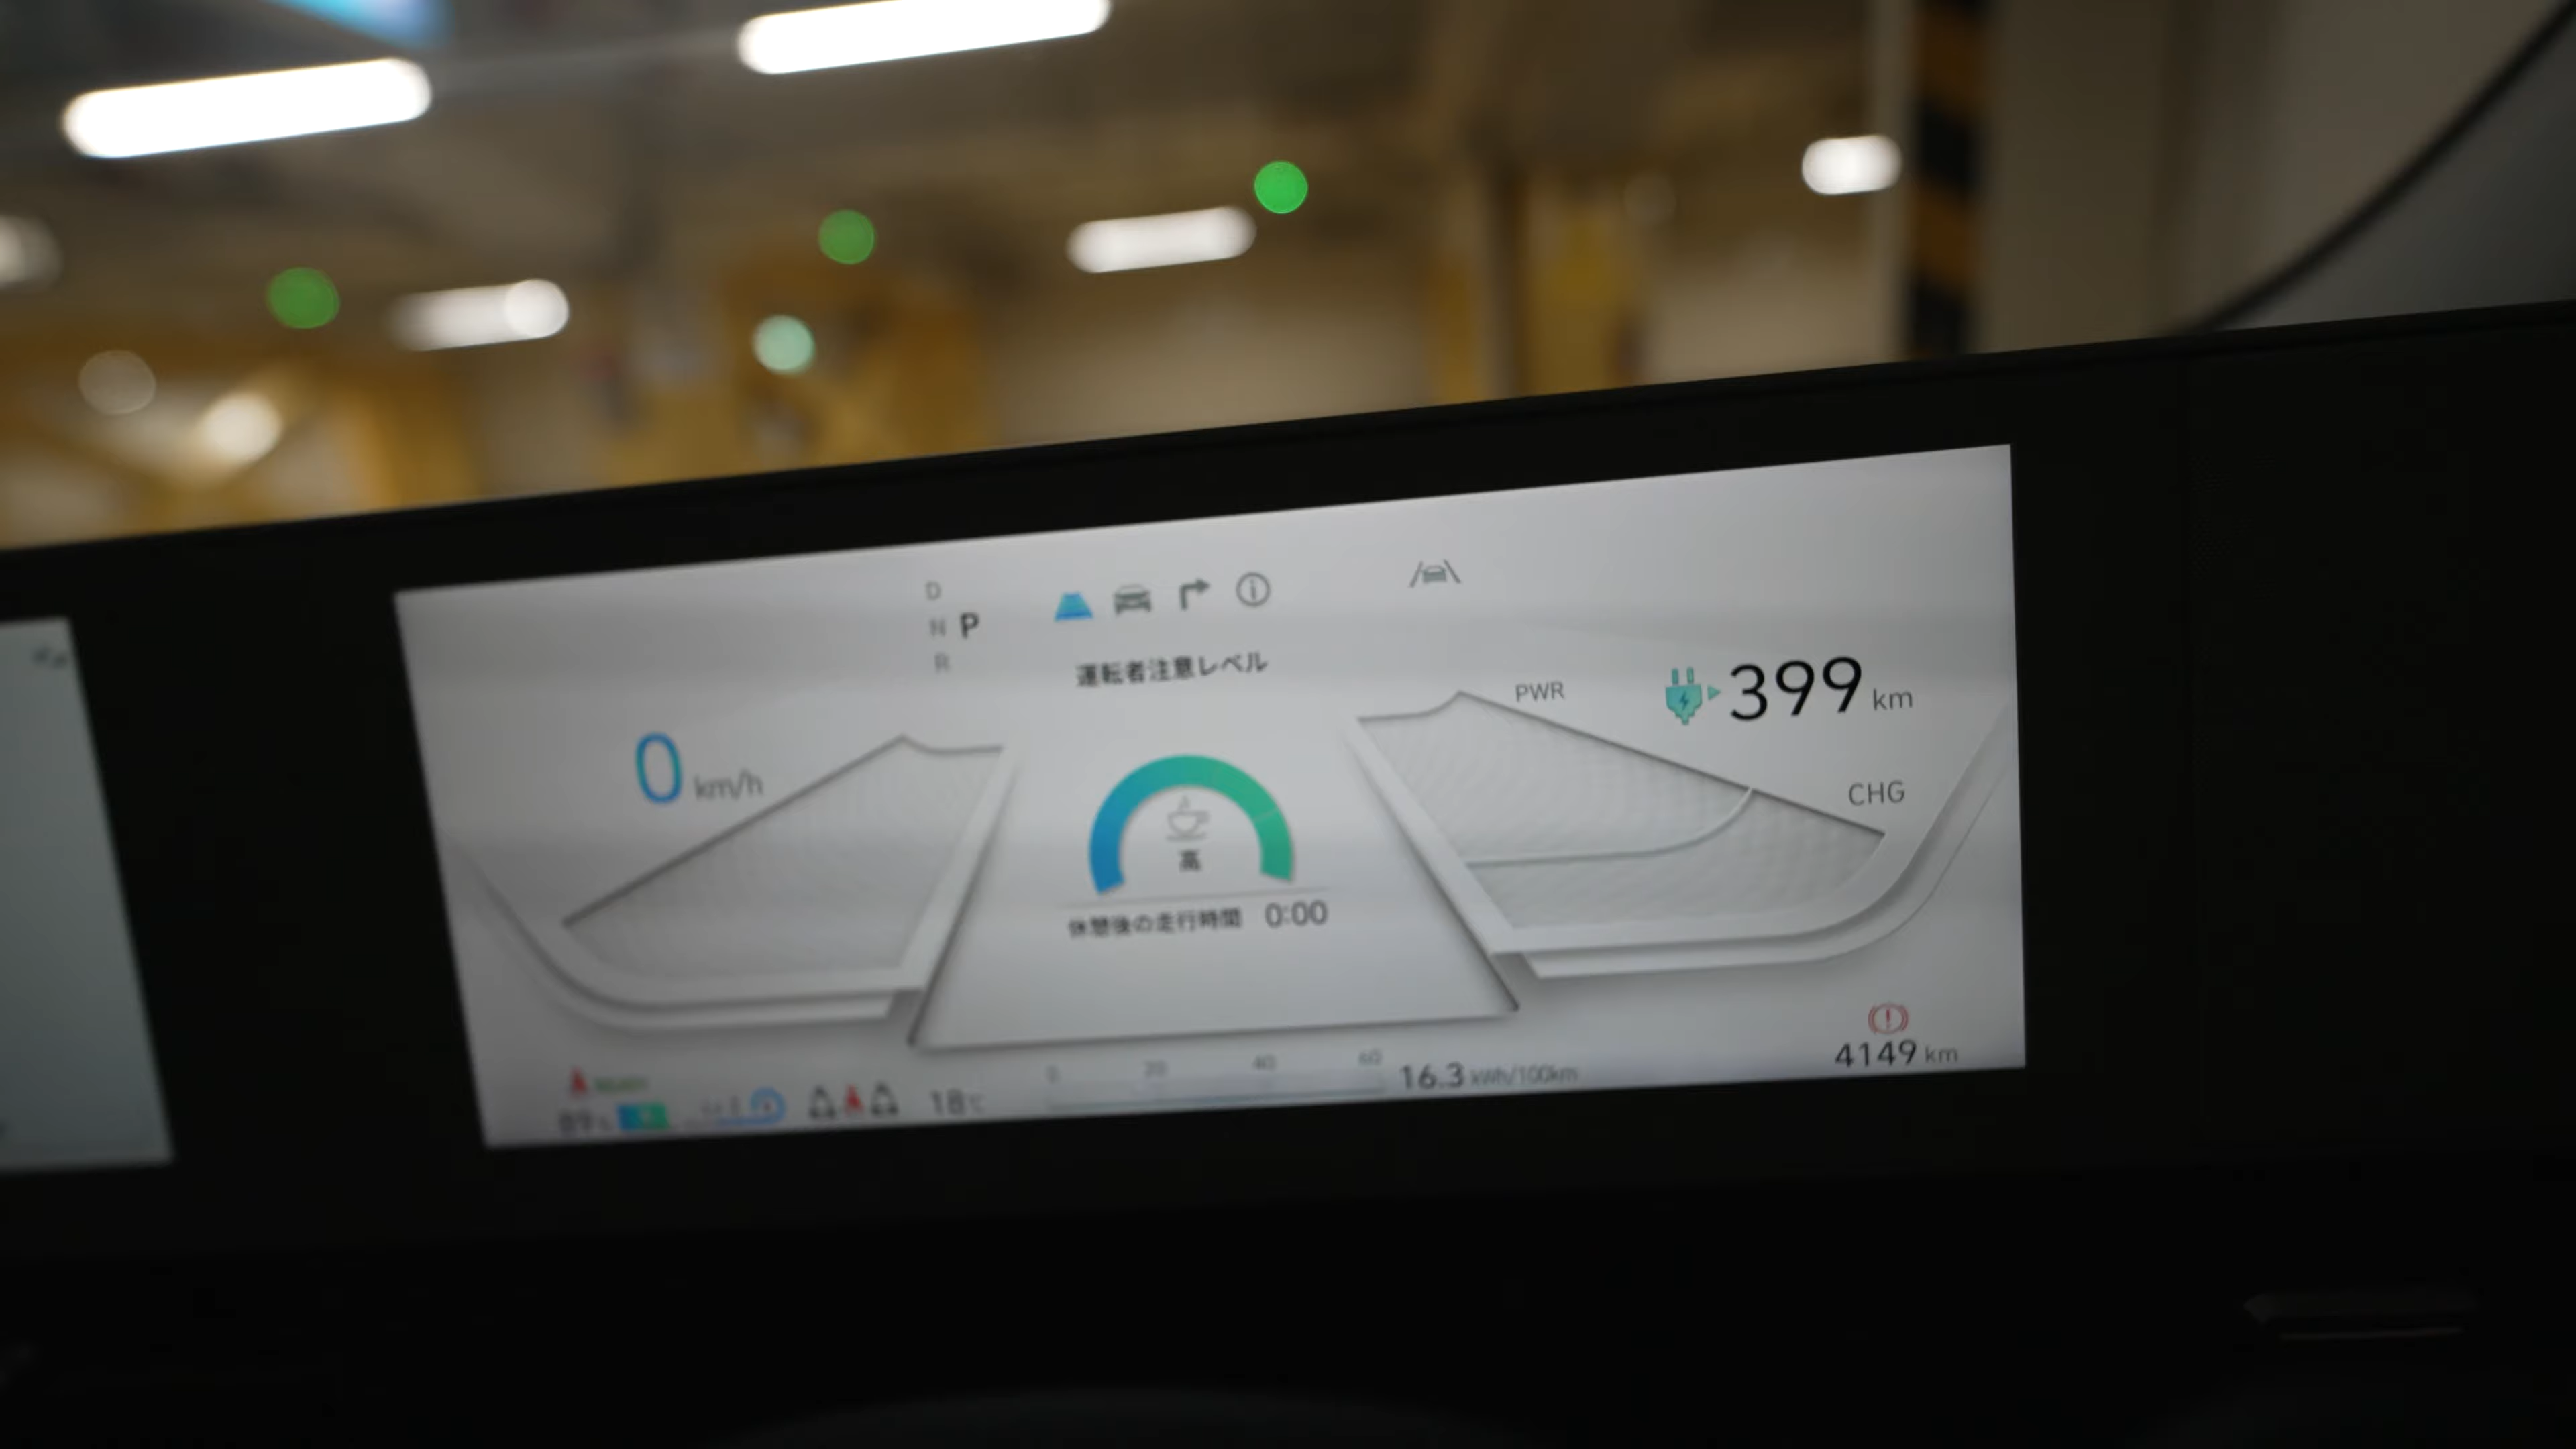 D
N P
R
運転者注意レベル
0 km/h
PWR
399 km
CHG
高
休憩後の走行時間 0:00
0 20 40 60
16.3 kWh/100km
4149 km
18℃